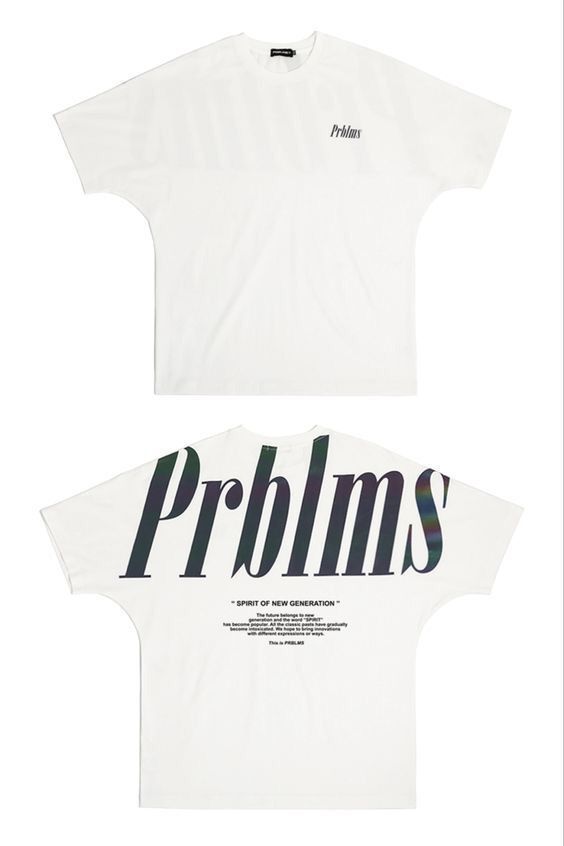 Prblms
Prblms
" SPIRIT OF NEW GENERATION "
The future belongs to new
generation and the word "SPIRIT"
has become popular. All the classic pasts have gradually
become intoxicated. We hope to bring innovations
with different expressions or ways.
This is PRBLMS